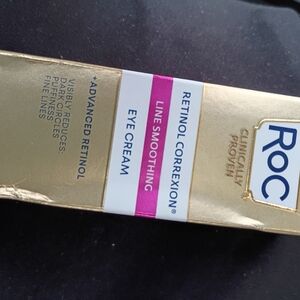 RoC
CLINICALLY
PROVEN
RETINOL CORREXION®
LINE SMOOTHING
EYE CREAM
+ADVANCED RETINOL
VISIBLY REDUCES:
DARK CIRCLES
PUFFINESS
FINE LINES